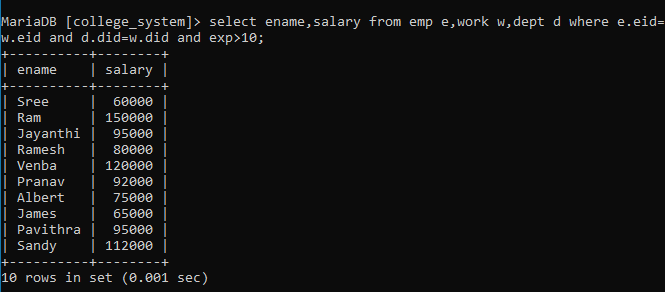 MariaDB [college_system]> select ename,salary from emp e,work w,dept d where e.eid=
w.eid and d.did=w.did and exp>10;
+----------+--------+
| ename    | salary |
+----------+--------+
| Sree     |  60000 |
| Ram      | 150000 |
| Jayanthi |  95000 |
| Ramesh   |  80000 |
| Venba    | 120000 |
| Pranav   |  92000 |
| Albert   |  75000 |
| James    |  65000 |
| Pavithra |  95000 |
| Sandy    | 112000 |
+----------+--------+
10 rows in set (0.001 sec)